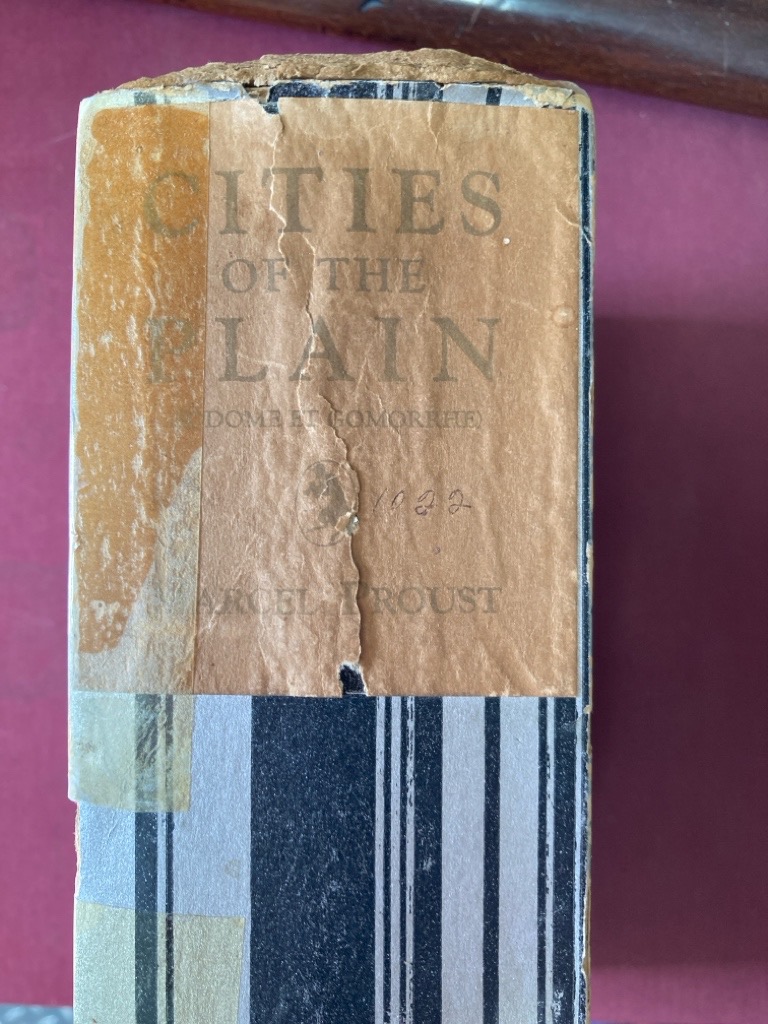 CITIES
OF THE
PLAIN
(SODOME ET GOMORRHE)
1922
MARCEL PROUST